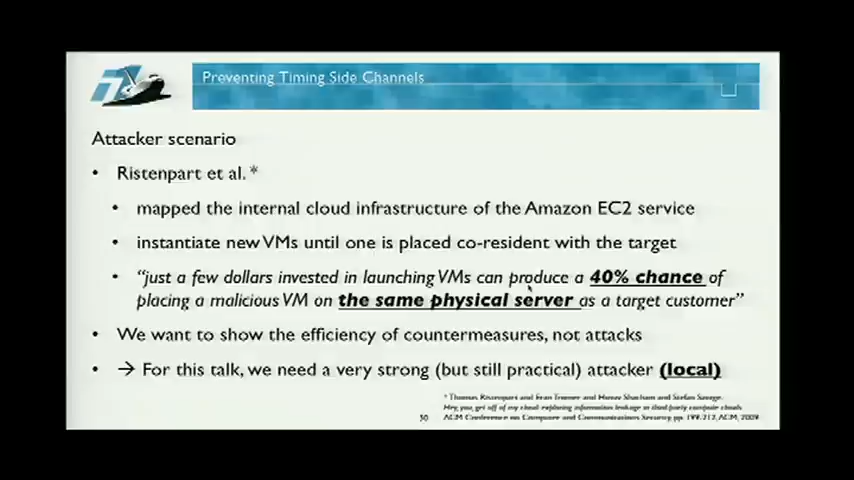 Preventing Timing Side Channels
Attacker scenario
• Ristenpart et al. *
• mapped the internal cloud infrastructure of the Amazon EC2 service
• instantiate new VMs until one is placed co-resident with the target
• “just a few dollars invested in launching VMs can produce a 40% chance of
placing a malicious VM on the same physical server as a target customer”
• We want to show the efficiency of countermeasures, not attacks
• → For this talk, we need a very strong (but still practical) attacker (local)
* Thomas Ristenpart and Eran Tromer and Hovav Shacham and Stefan Savage.
Hey, you, get off of my cloud: exploring information leakage in third-party compute clouds.
30 ACM Conference on Computer and Communications Security, pp. 199-212, ACM, 2009